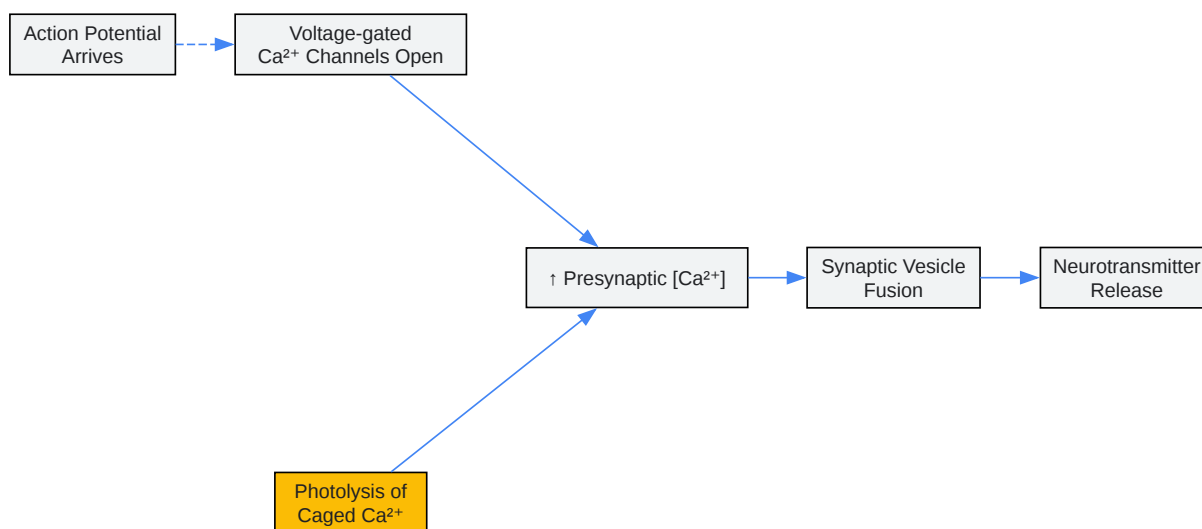 Action Potential
Arrives
Voltage-gated
Ca²⁺ Channels Open
↑ Presynaptic [Ca²⁺]
Synaptic Vesicle
Fusion
Neurotransmitter
Release
Photolysis of
Caged Ca²⁺